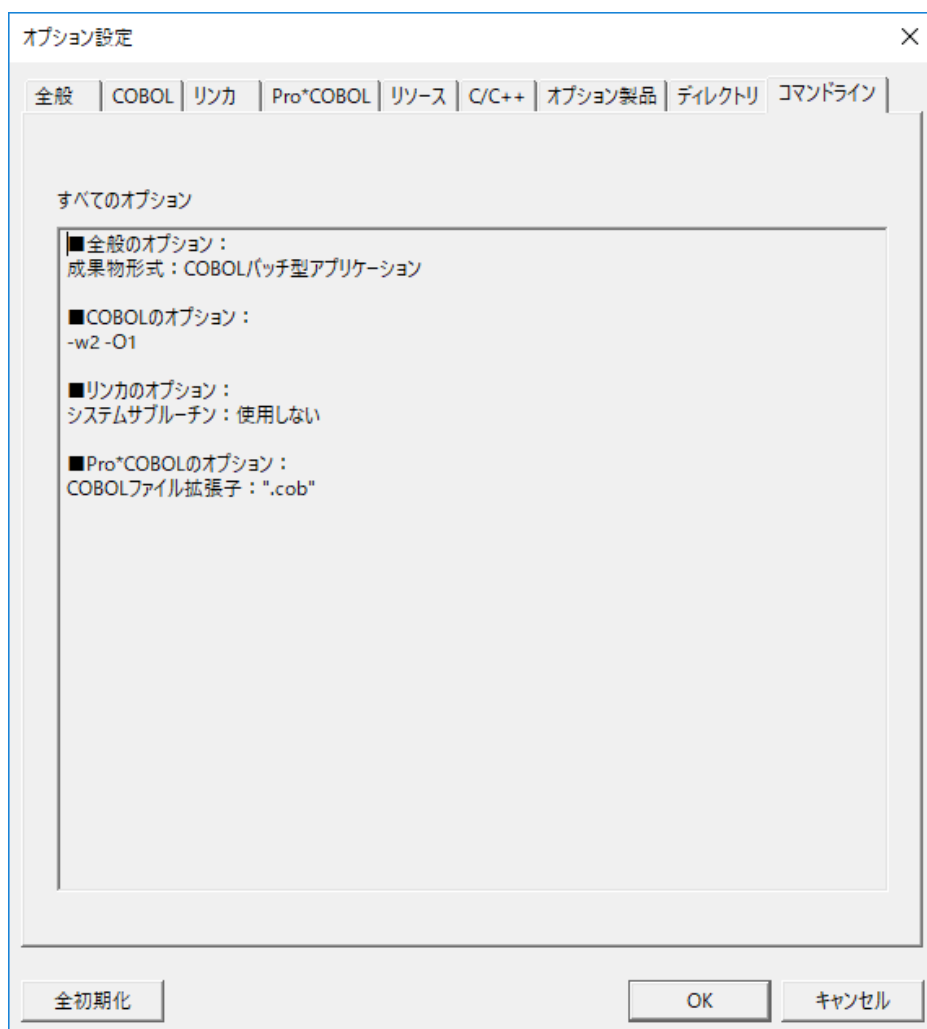 オプション設定
全般
COBOL
リンカ
Pro*COBOL
リソース
C/C++
オプション製品
ディレクトリ
コマンドライン
すべてのオプション
■全般のオプション：
成果物形式：COBOLバッチ型アプリケーション
■COBOLのオプション：
-w2 -O1
■リンカのオプション：
システムサブルーチン：使用しない
■Pro*COBOLのオプション：
COBOLファイル拡張子：".cob"
全初期化
OK
キャンセル